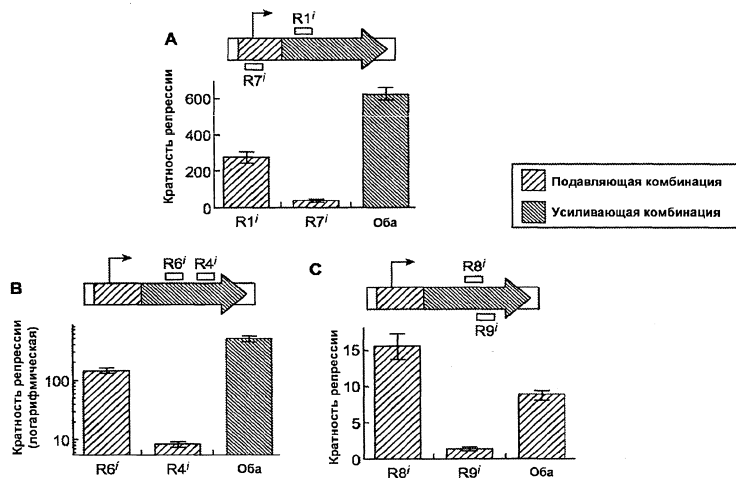 A
R1ⁱ
R7ⁱ
Кратность репрессии
600
400
200
0
R1ⁱ
R7ⁱ
Оба
Подавляющая комбинация
Усиливающая комбинация
B
R6ⁱ
R4ⁱ
Кратность репрессии
(логарифмическая)
100
10
R6ⁱ
R4ⁱ
Оба
C
R8ⁱ
R9ⁱ
Кратность репрессии
15
10
5
0
R8ⁱ
R9ⁱ
Оба